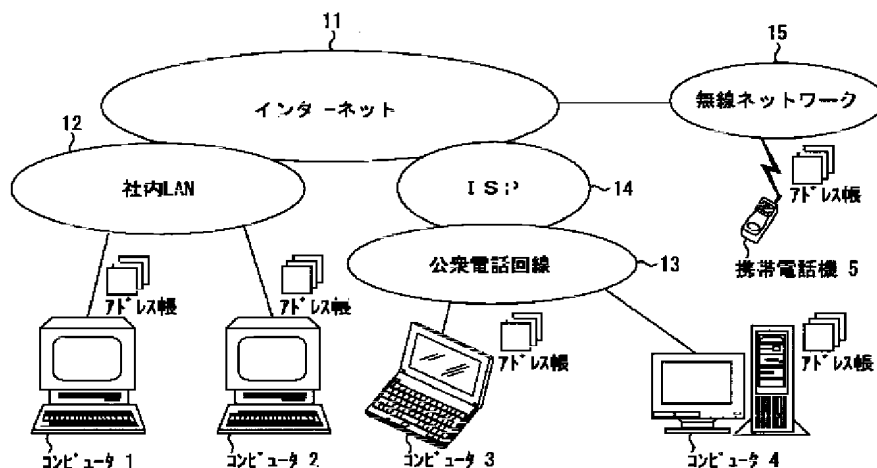 11
インターネット
15
無線ネットワーク
12
社内LAN
ISP
14
アドレス帳
公衆電話回線
13
携帯電話機 5
アドレス帳
アドレス帳
アドレス帳
アドレス帳
コンピュータ 1
コンピュータ 2
コンピュータ 3
コンピュータ 4